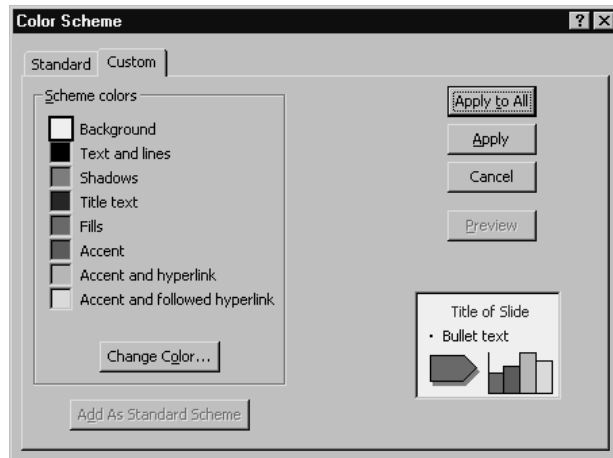 Color Scheme
Standard Custom
Scheme colors
Background
Text and lines
Shadows
Title text
Fills
Accent
Accent and hyperlink
Accent and followed hyperlink
Change Color...
Add As Standard Scheme
Apply to All
Apply
Cancel
Preview
Title of Slide
• Bullet text